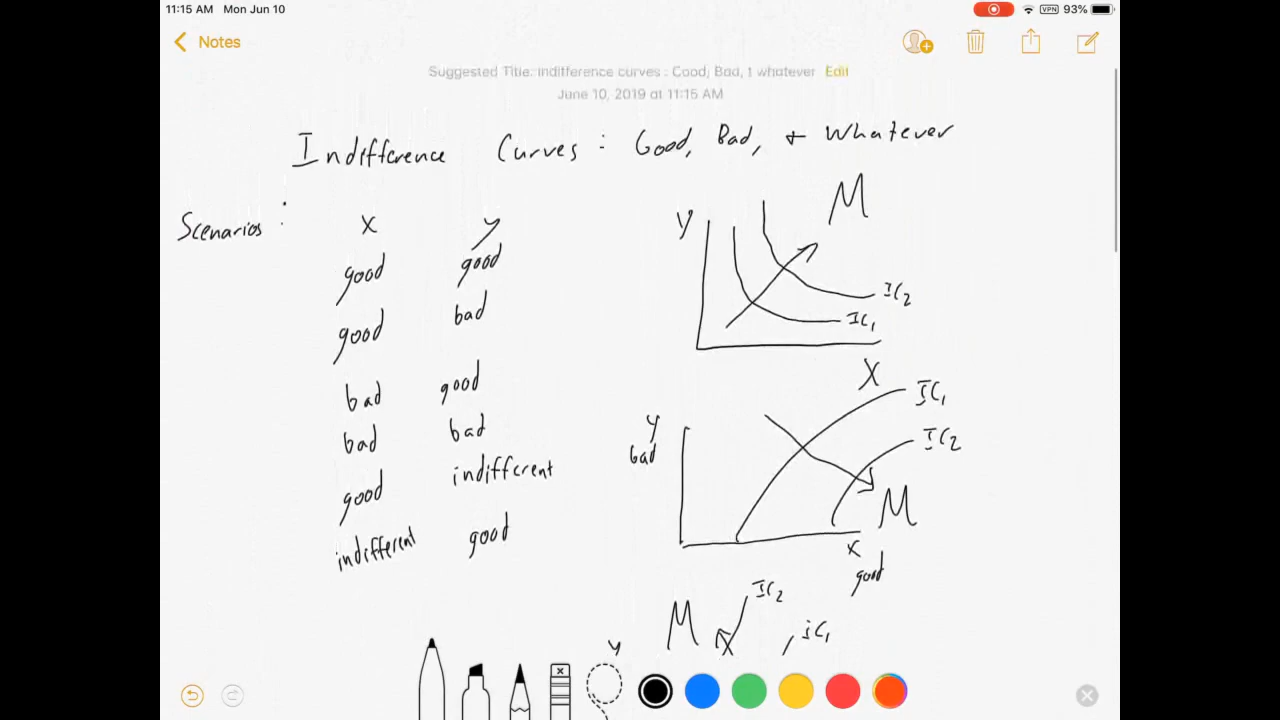 11:15 AM Mon Jun 10
VPN 93%
Notes
Suggested Title: Indifference curves : Cood, Bad, 1 whatever Edit
June 10, 2019 at 11:15 AM
Indifference Curves : Good, Bad, + Whatever
Scenarios :
X y
good good
good bad
bad good
bad bad
good indifferent
indifferent good
M
y
IC2
IC1
X
IC1
y
bad
IC2
M
x
good
IC2
M
IC1
y